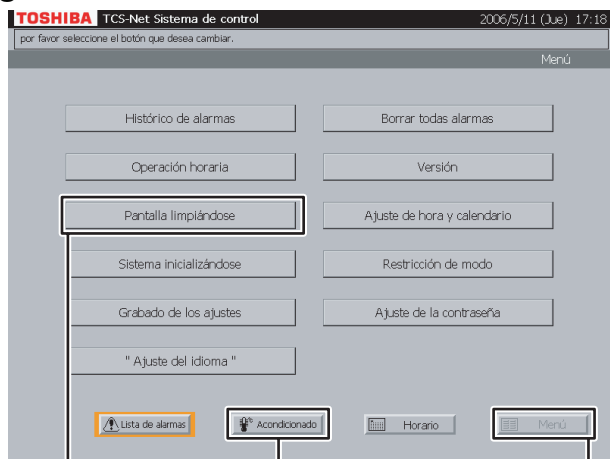 TOSHIBA TCS-Net Sistema de control 2006/5/11 (Jue) 17:18
por favor seleccione el botón que desea cambiar.
Menú
Histórico de alarmas Borrar todas alarmas
Operación horaria Versión
Pantalla limpiándose Ajuste de hora y calendario
Sistema inicializándose Restricción de modo
Grabado de los ajustes Ajuste de la contraseña
" Ajuste del idioma "
Lista de alarmas Acondicionado Horario Menú